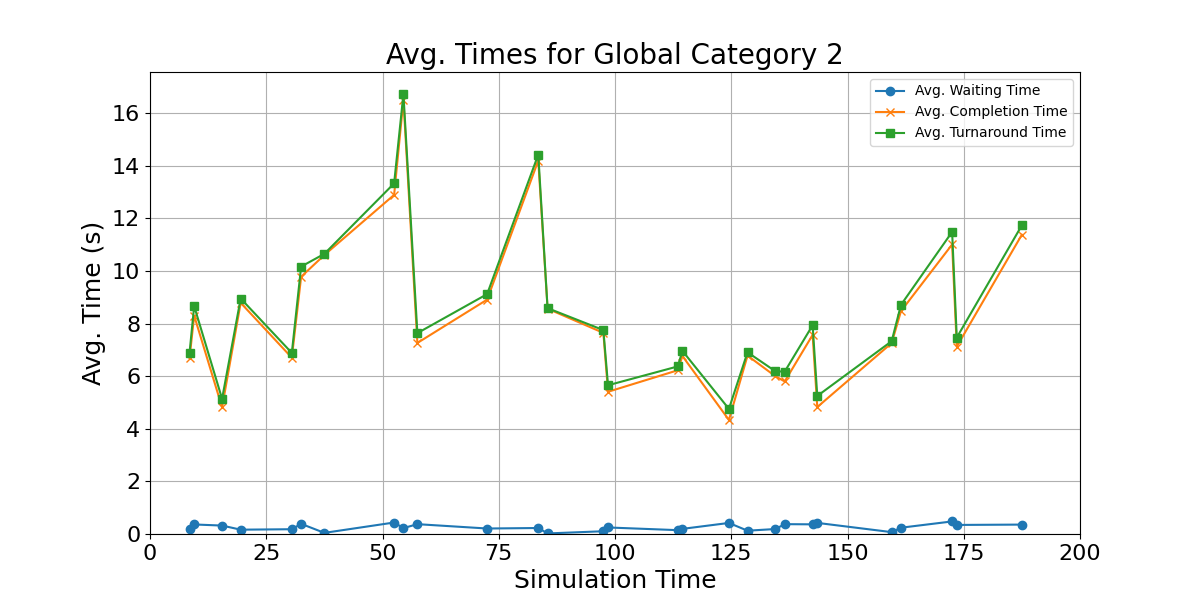 Avg. Times for Global Category 2
Avg. Waiting Time
Avg. Completion Time
Avg. Turnaround Time
Avg. Time (s)
16
14
12
10
8
6
4
2
0
0 25 50 75 100 125 150 175 200
Simulation Time